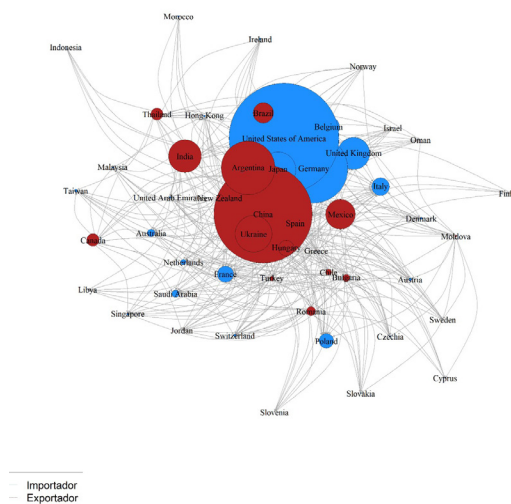 Morocco
Ireland
Indonesia
Norway
Thailand
Hong-Kong
Brazil
Belgium
Israel
United States of America
Oman
United Kingdom
India
Argentina
Japan
Germany
Malaysia
Italy
Taiwan
United Arab Emirates
New Zealand
China
Spain
Mexico
Denmark
Australia
Ukraine
Canada
Hungary
Greece
Moldova
Netherlands
France
Turkey
Chile
Bulgaria
Austria
Libya
Saudi Arabia
Singapore
Romania
Sweden
Jordan
Switzerland
Poland
Czechia
Cyprus
Slovakia
Slovenia
Importador
Exportador